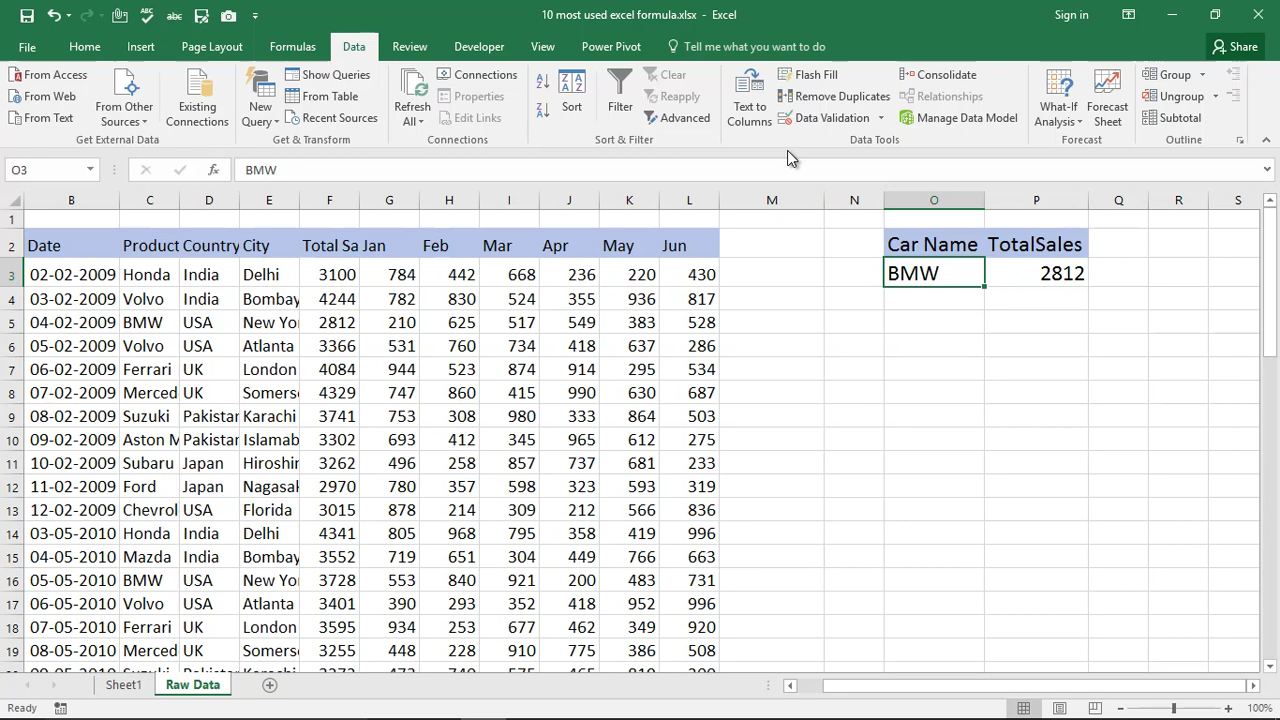 10 most used excel formula.xlsx - Excel
Sign in
File Home Insert Page Layout Formulas Data Review View Developer Power Pivot Tell me what you want to do Share
From Access
From Web
From Text
From Other Sources
Existing Connections
Get External Data
New Query
Show Queries
From Table
Recent Sources
Get & Transform
Refresh All
Connections
Properties
Edit Links
Connections
Sort
Filter
Clear
Reapply
Advanced
Sort & Filter
Text to Columns
Flash Fill
Remove Duplicates
Data Validation
Consolidate
Relationships
Manage Data Model
Data Tools
What-If Analysis
Forecast Sheet
Forecast
Group
Ungroup
Subtotal
Outline
O3 fx BMW
B C D E F G H I J K L M N O P Q R S
1
2 Date Product Country City Total Sa Jan Feb Mar Apr May Jun Car Name TotalSales
3 02-02-2009 Honda India Delhi 3100 784 442 668 236 220 430 BMW 2812
4 03-02-2009 Volvo India Bombay 4244 782 830 524 355 936 817
5 04-02-2009 BMW USA New Yo 2812 210 625 517 549 383 528
6 05-02-2009 Volvo USA Atlanta 3366 531 760 734 418 637 286
7 06-02-2009 Ferrari UK London 4084 944 523 874 914 295 534
8 07-02-2009 Merced UK Somers 4329 747 860 415 990 630 687
9 08-02-2009 Suzuki Pakistan Karachi 3741 753 308 980 333 864 503
10 09-02-2009 Aston M Pakistan Islamab 3302 693 412 345 965 612 275
11 10-02-2009 Subaru Japan Hiroshin 3262 496 258 857 737 681 233
12 11-02-2009 Ford Japan Nagasak 2970 780 357 598 323 593 319
13 12-02-2009 Chevrol USA Florida 3015 878 214 309 212 566 836
14 03-05-2010 Honda India Delhi 4341 805 968 795 358 419 996
15 04-05-2010 Mazda India Bombay 3552 719 651 304 449 766 663
16 05-05-2010 BMW USA New Yo 3728 553 840 921 200 483 731
17 06-05-2010 Volvo USA Atlanta 3401 390 293 352 418 952 996
18 07-05-2010 Ferrari UK London 3595 934 253 677 462 349 920
19 08-05-2010 Merced UK Somers 3255 448 228 910 775 386 508
Sheet1 Raw Data
Ready 100%